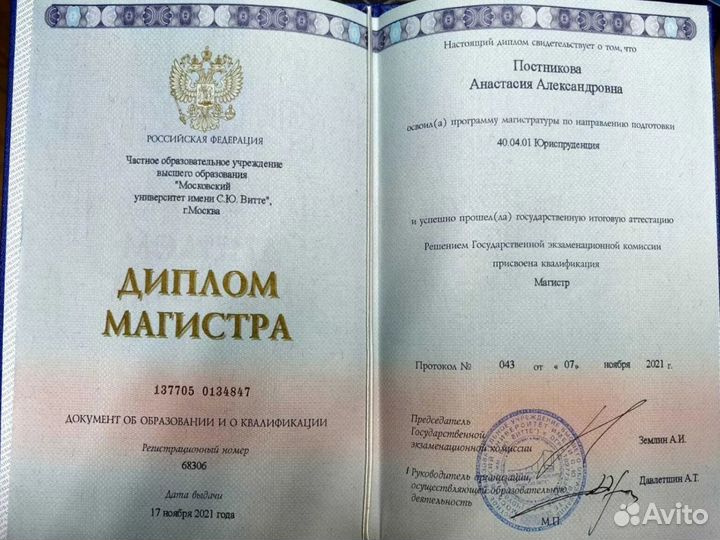 РОССИЙСКАЯ ФЕДЕРАЦИЯ
Частное образовательное учреждение
высшего образования
"Московский
университет имени С.Ю. Витте",
г.Москва
ДИПЛОМ
МАГИСТРА
137705 0134847
ДОКУМЕНТ ОБ ОБРАЗОВАНИИ И О КВАЛИФИКАЦИИ
Регистрационный номер
68306
Дата выдачи
17 ноября 2021 года
Настоящий диплом свидетельствует о том, что
Постникова
Анастасия Александровна
освоил(а) программу магистратуры по направлению подготовки
40.04.01 Юриспруденция
и успешно прошел(ла) государственную итоговую аттестацию
Решением Государственной экзаменационной комиссии
присвоена квалификация
Магистр
Протокол № 043 от « 07» ноября 2021 г.
Председатель
Государственной
экзаменационной комиссии
Землин А.И.
Руководитель организации,
осуществляющей образовательную
деятельность
Давлетшин А.Т.
М.П.
Avito